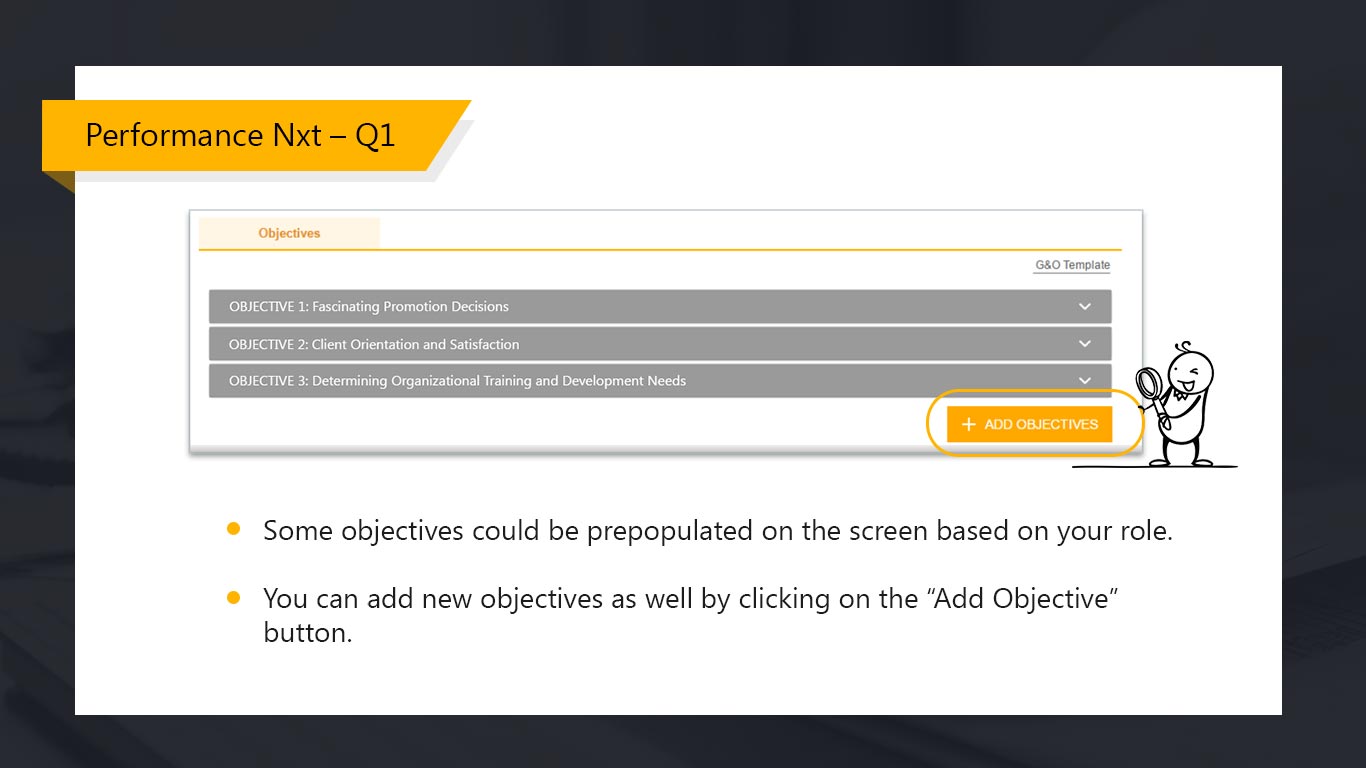 Performance Nxt – Q1
Objectives
G&O Template
OBJECTIVE 1: Fascinating Promotion Decisions
OBJECTIVE 2: Client Orientation and Satisfaction
OBJECTIVE 3: Determining Organizational Training and Development Needs
+ ADD OBJECTIVES
• Some objectives could be prepopulated on the screen based on your role.
• You can add new objectives as well by clicking on the “Add Objective”
button.